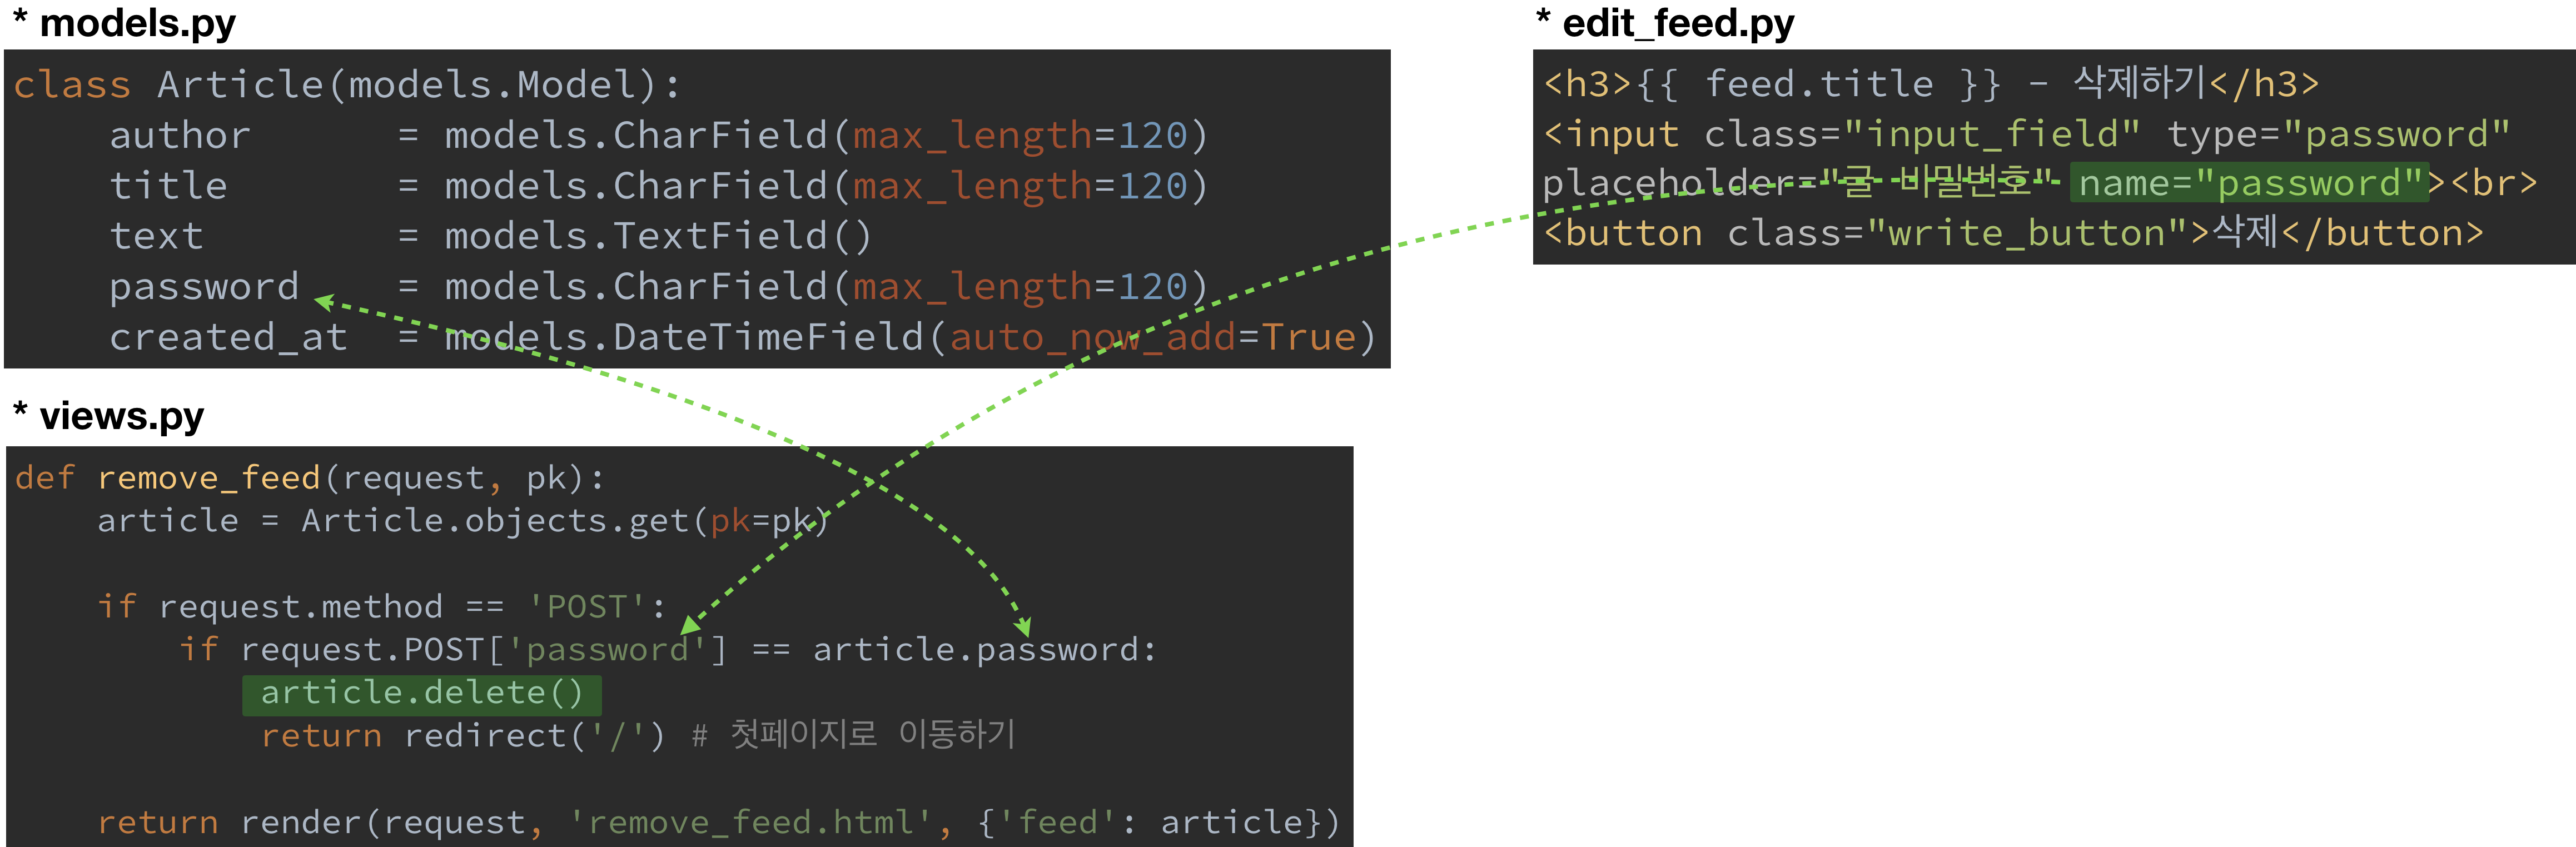 * models.py
class Article(models.Model):
    author      = models.CharField(max_length=120)
    title       = models.CharField(max_length=120)
    text        = models.TextField()
    password    = models.CharField(max_length=120)
    created_at  = models.DateTimeField(auto_now_add=True)
* views.py
def remove_feed(request, pk):
    article = Article.objects.get(pk=pk)
    if request.method == 'POST':
        if request.POST['password'] == article.password:
            article.delete()
            return redirect('/') # 첫페이지로 이동하기
    return render(request, 'remove_feed.html', {'feed': article})
* edit_feed.py
<h3>{{ feed.title }} - 삭제하기</h3>
<input class="input_field" type="password"
placeholder="글 비밀번호" name="password"><br>
<button class="write_button">삭제</button>